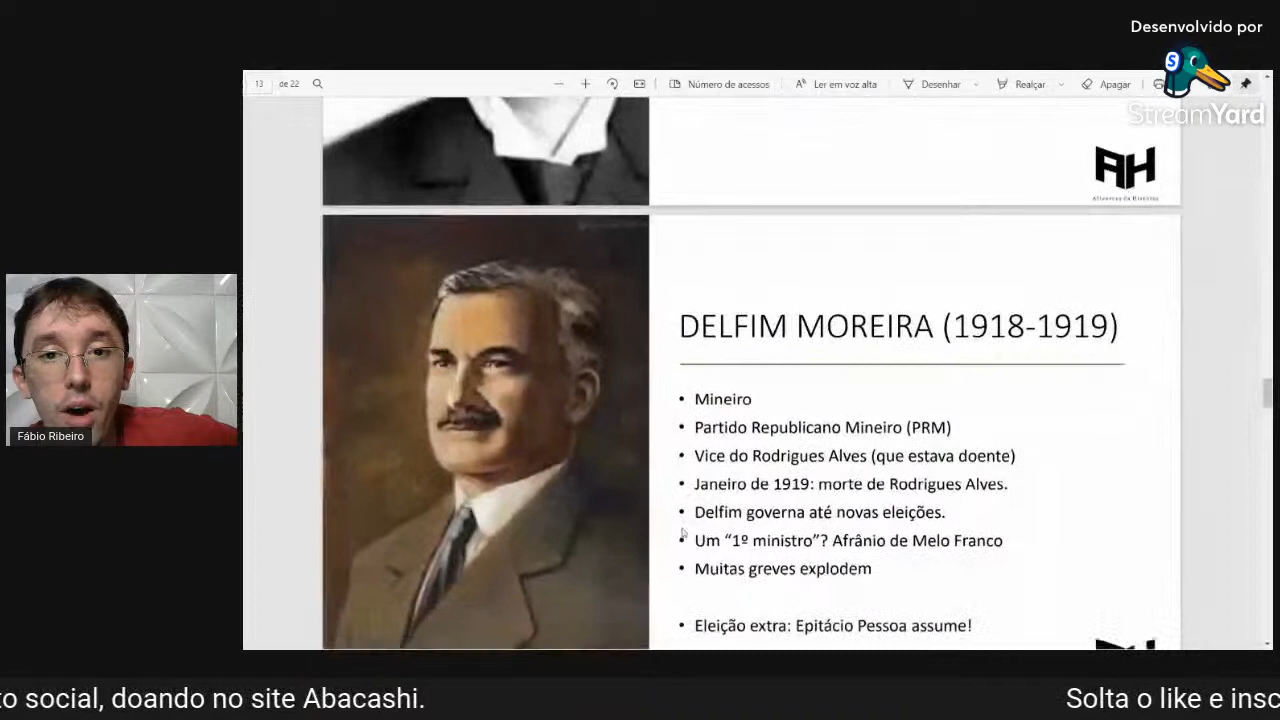 Desenvolvido por
StreamYard
13 de 22
Número de acessos
Ler em voz alta
Desenhar
Realçar
Apagar
AH
DELFIM MOREIRA (1918-1919)
• Mineiro
• Partido Republicano Mineiro (PRM)
• Vice do Rodrigues Alves (que estava doente)
• Janeiro de 1919: morte de Rodrigues Alves.
• Delfim governa até novas eleições.
• Um “1º ministro”? Afrânio de Melo Franco
• Muitas greves explodem
• Eleição extra: Epitácio Pessoa assume!
Fábio Ribeiro
to social, doando no site Abacashi.
Solta o like e insc